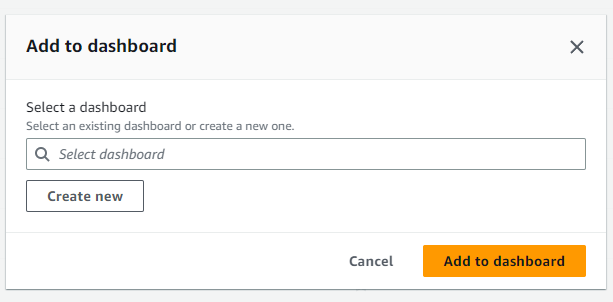 Add to dashboard
Select a dashboard
Select an existing dashboard or create a new one.
Select dashboard
Create new
Cancel
Add to dashboard